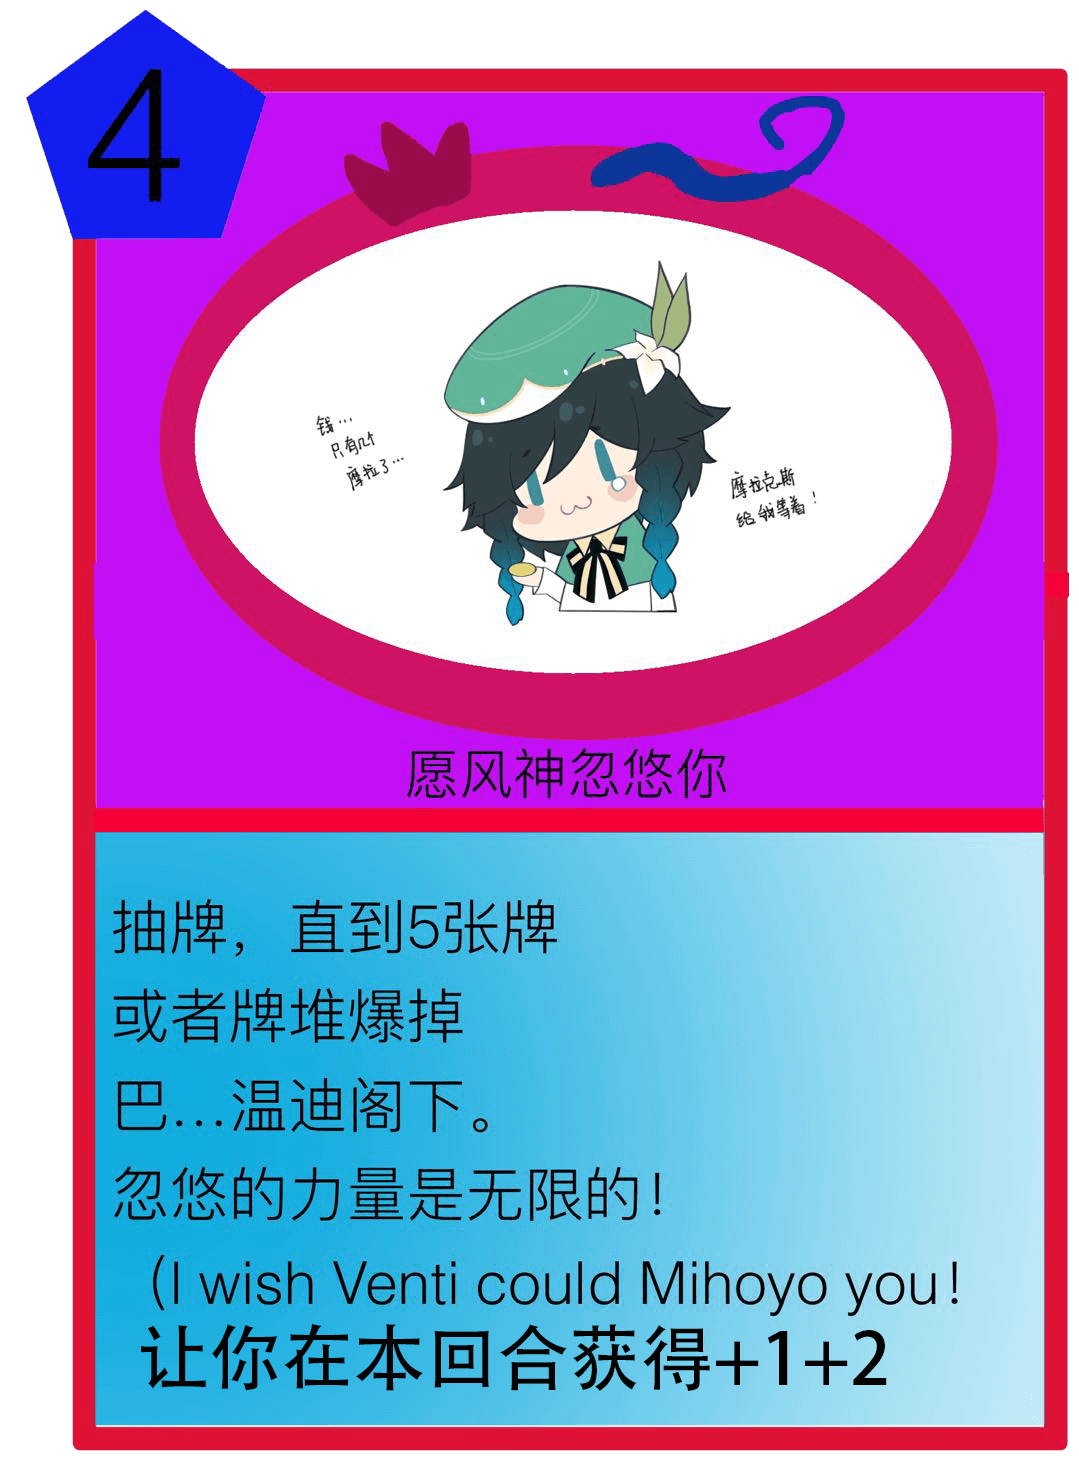 4
钱…
只有几个
摩拉了…
摩拉克斯
给我等着！
愿风神忽悠你
抽牌，直到5张牌
或者牌堆爆掉
巴…温迪阁下。
忽悠的力量是无限的！
（I wish Venti could Mihoyo you！
让你在本回合获得+1+2